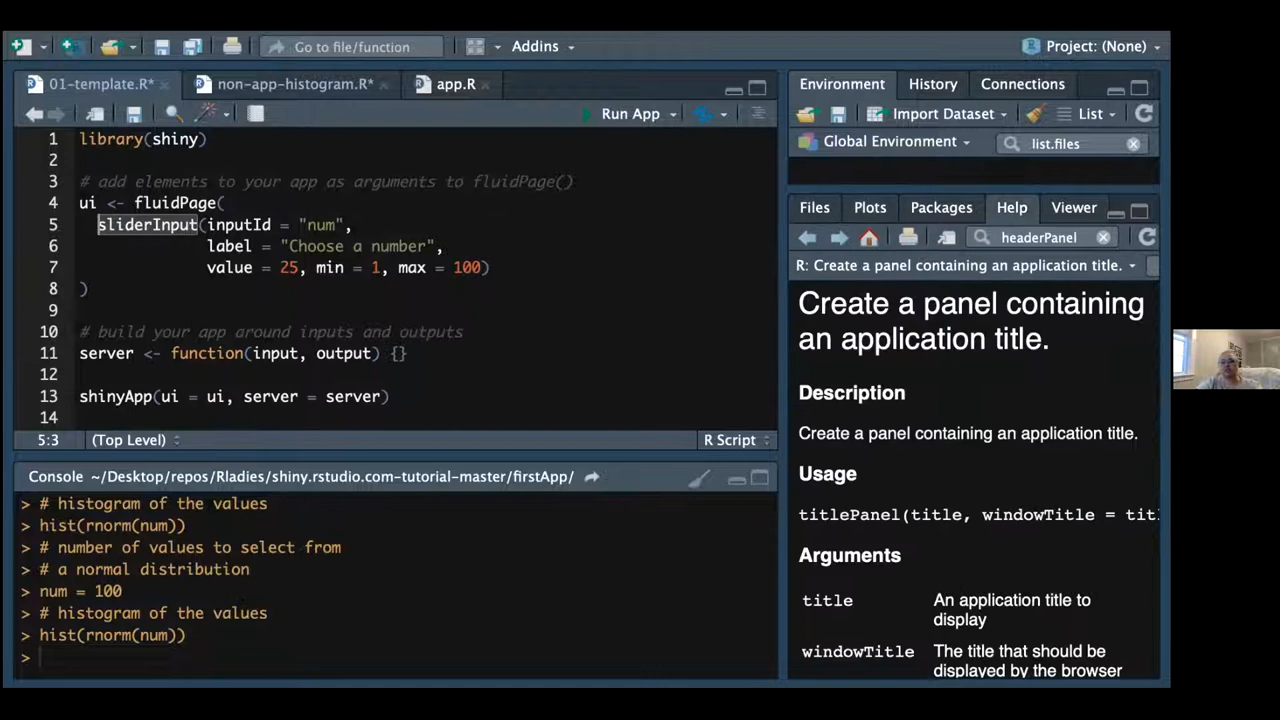 Go to file/function
Addins
Project: (None)
01-template.R*
non-app-histogram.R*
app.R
Run App
1 library(shiny)
2
3 # add elements to your app as arguments to fluidPage()
4 ui <- fluidPage(
5 sliderInput(inputId = "num",
6 label = "Choose a number",
7 value = 25, min = 1, max = 100)
8 )
9
10 # build your app around inputs and outputs
11 server <- function(input, output) {}
12
13 shinyApp(ui = ui, server = server)
14
5:3 (Top Level) R Script
Console ~/Desktop/repos/Rladies/shiny.rstudio.com-tutorial-master/firstApp/
> # histogram of the values
> hist(rnorm(num))
> # number of values to select from
> # a normal distribution
> num = 100
> # histogram of the values
> hist(rnorm(num))
>
Environment History Connections
Import Dataset List
Global Environment list.files
Files Plots Packages Help Viewer
headerPanel
R: Create a panel containing an application title.
Create a panel containing
an application title.
Description
Create a panel containing an application title.
Usage
titlePanel(title, windowTitle = tit
Arguments
title An application title to
display
windowTitle The title that should be
displayed by the browser